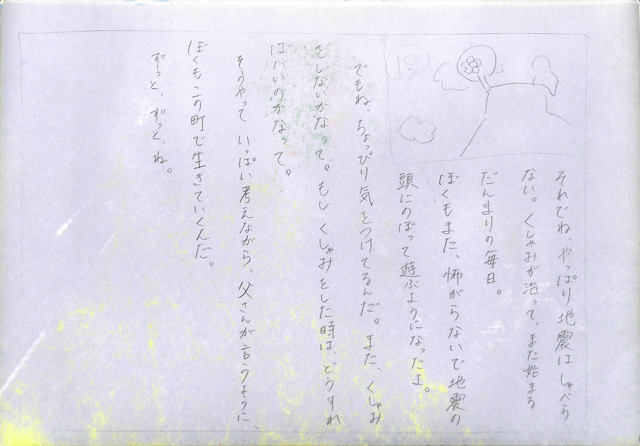 それでね、やっぱり地震はしゃべら
ない。くしゃみが治って、また始まる
だんまりの毎日。
ぼくもまた、怖がらないで地震の
頭にのぼって遊ぶようになったよ。
でもね、ちょっぴり気をつけてるんだ。また、くしゃみ
をしないかなって。もしくしゃみをした時は、どうすれ
ばいいのかなって。
そうやっていっぱい考えながら、父さんが言うように、
ぼくもこの町で生きていくんだ。
ずっと、ずっと、ね。